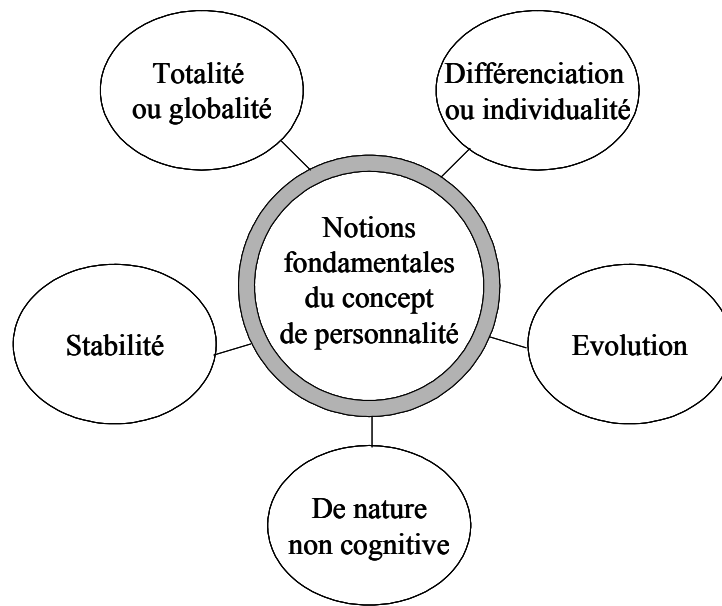 Totalité
ou globalité
Différenciation
ou individualité
Notions
fondamentales
du concept
de personnalité
Stabilité
Evolution
De nature
non cognitive